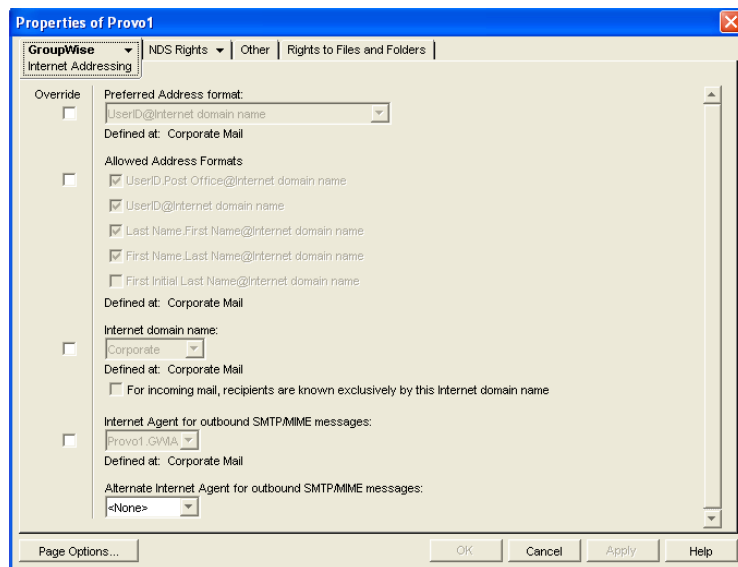 Properties of Provo1
GroupWise NDS Rights Other Rights to Files and Folders
Internet Addressing
Override Preferred Address format:
UserID@Internet domain name
Defined at: Corporate Mail
Allowed Address Formats
UserID.Post Office@Internet domain name
UserID@Internet domain name
Last Name.First Name@Internet domain name
First Name.Last Name@Internet domain name
First Initial Last Name@Internet domain name
Defined at: Corporate Mail
Internet domain name:
Corporate
Defined at: Corporate Mail
For incoming mail, recipients are known exclusively by this Internet domain name
Internet Agent for outbound SMTP/MIME messages:
Provo1.GWIA
Defined at: Corporate Mail
Alternate Internet Agent for outbound SMTP/MIME messages:
<None>
Page Options... OK Cancel Apply Help